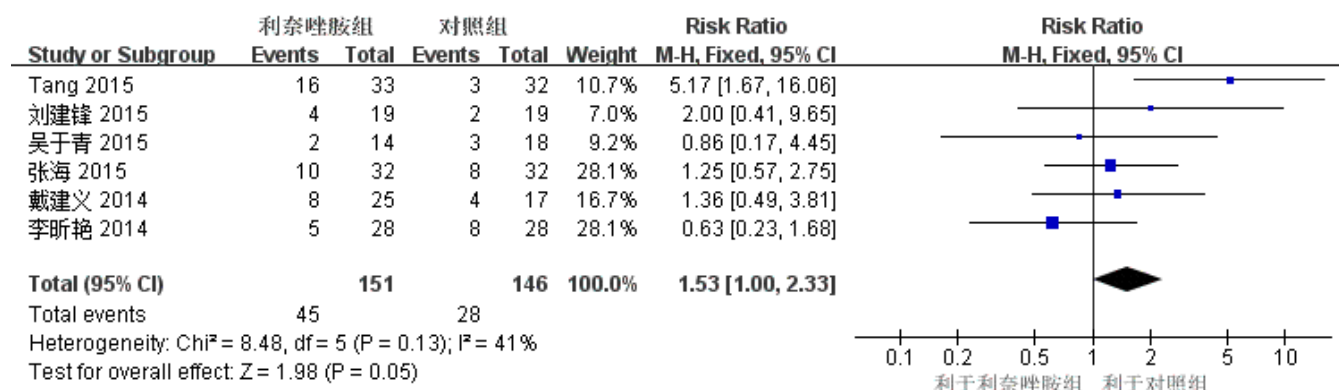 利奈唑胺组 对照组 Risk Ratio Risk Ratio
Study or Subgroup Events Total Events Total Weight M-H, Fixed, 95% CI M-H, Fixed, 95% CI
Tang 2015 16 33 3 32 10.7% 5.17 [1.67, 16.06]
刘建锋 2015 4 19 2 19 7.0% 2.00 [0.41, 9.65]
吴于青 2015 2 14 3 18 9.2% 0.86 [0.17, 4.45]
张海 2015 10 32 8 32 28.1% 1.25 [0.57, 2.75]
戴建义 2014 8 25 4 17 16.7% 1.36 [0.49, 3.81]
李昕艳 2014 5 28 8 28 28.1% 0.63 [0.23, 1.68]
Total (95% CI) 151 146 100.0% 1.53 [1.00, 2.33]
Total events 45 28
Heterogeneity: Chi² = 8.48, df = 5 (P = 0.13); I² = 41%
Test for overall effect: Z = 1.98 (P = 0.05)
0.1 0.2 0.5 1 2 5 10
利于利奈唑胺组 利于对照组